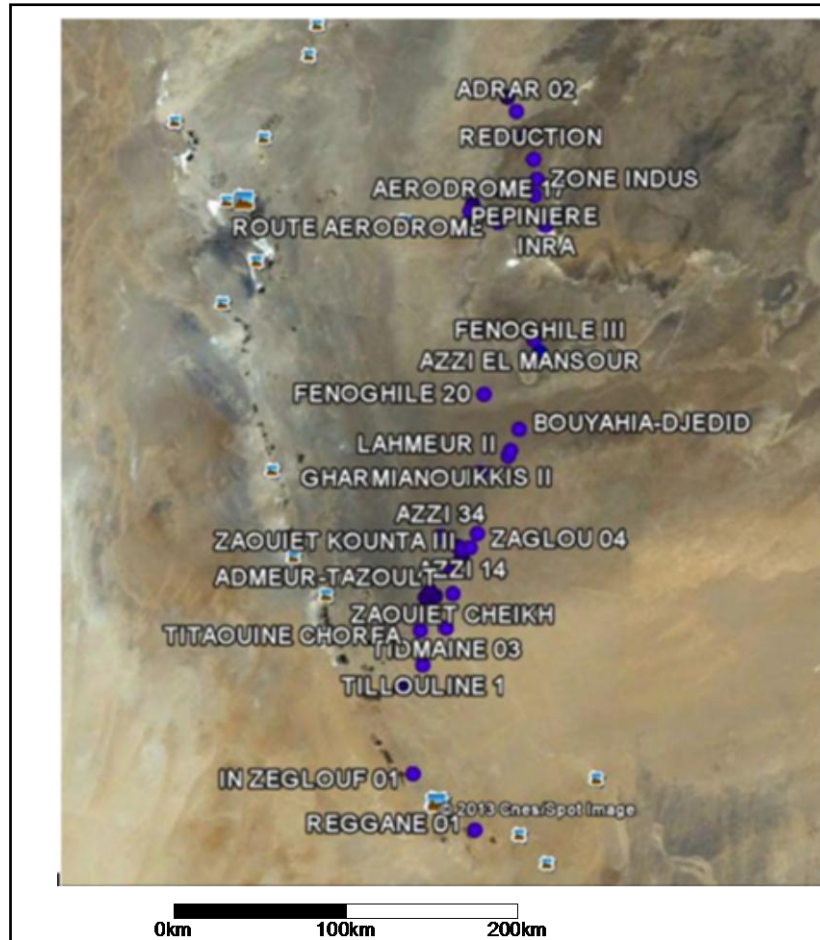 ADRAR 02
REDUCTION
ZONE INDUS
AERODROME 17
PEPINIERE
ROUTE AERODROME
INRA
FENOGHILE III
AZZI EL MANSOUR
FENOGHILE 20
BOUYAHIA-DJEDID
LAHMEUR II
GHARMIANOUIKKIS II
AZZI 34
ZAOUIET KOUNTA III
ZAGLOU 04
AZZI 14
ADMEUR-TAZOULT
ZAOUIET CHEIKH
TITAOUINE CHORFA
TIDMAINE 03
TILLOULINE 1
IN ZEGLOUF 01
© 2013 Cnes/Spot Image
REGGANE 01
0km 100km 200km